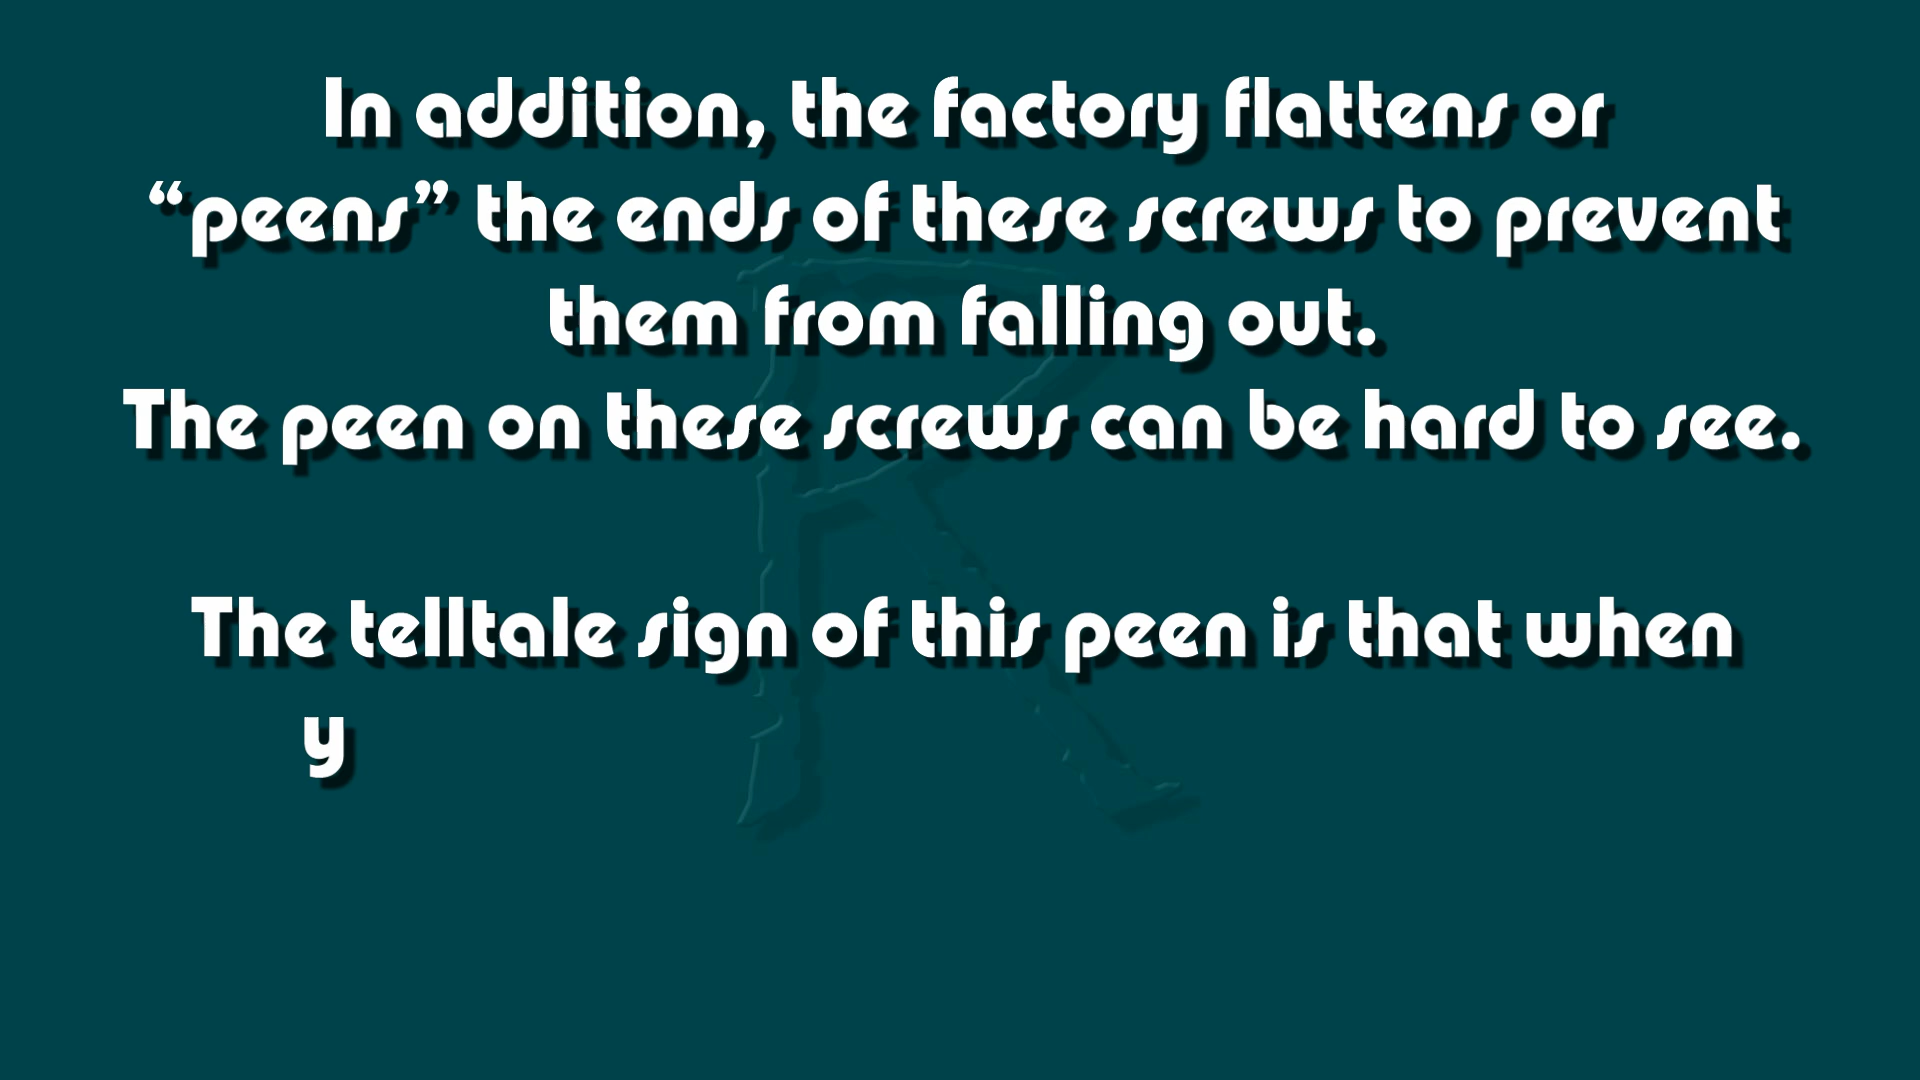 In addition, the factory flattens or
“peens” the ends of these screws to prevent
them from falling out.
The peen on these screws can be hard to see.
The telltale sign of this peen is that when
y
R